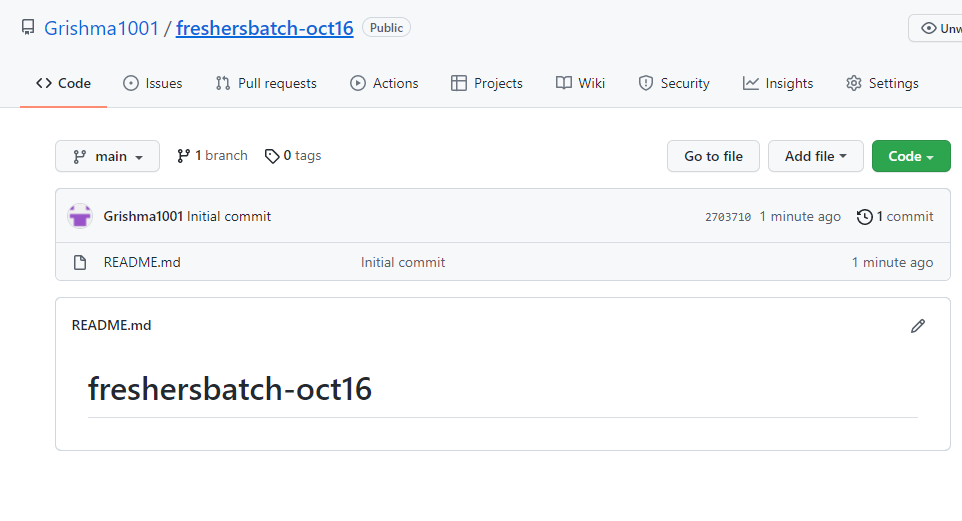 Grishma1001 / freshersbatch-oct16 Public Unw
Code Issues Pull requests Actions Projects Wiki Security Insights Settings
main 1 branch 0 tags Go to file Add file Code
Grishma1001 Initial commit 2703710 1 minute ago 1 commit
README.md Initial commit 1 minute ago
README.md
freshersbatch-oct16